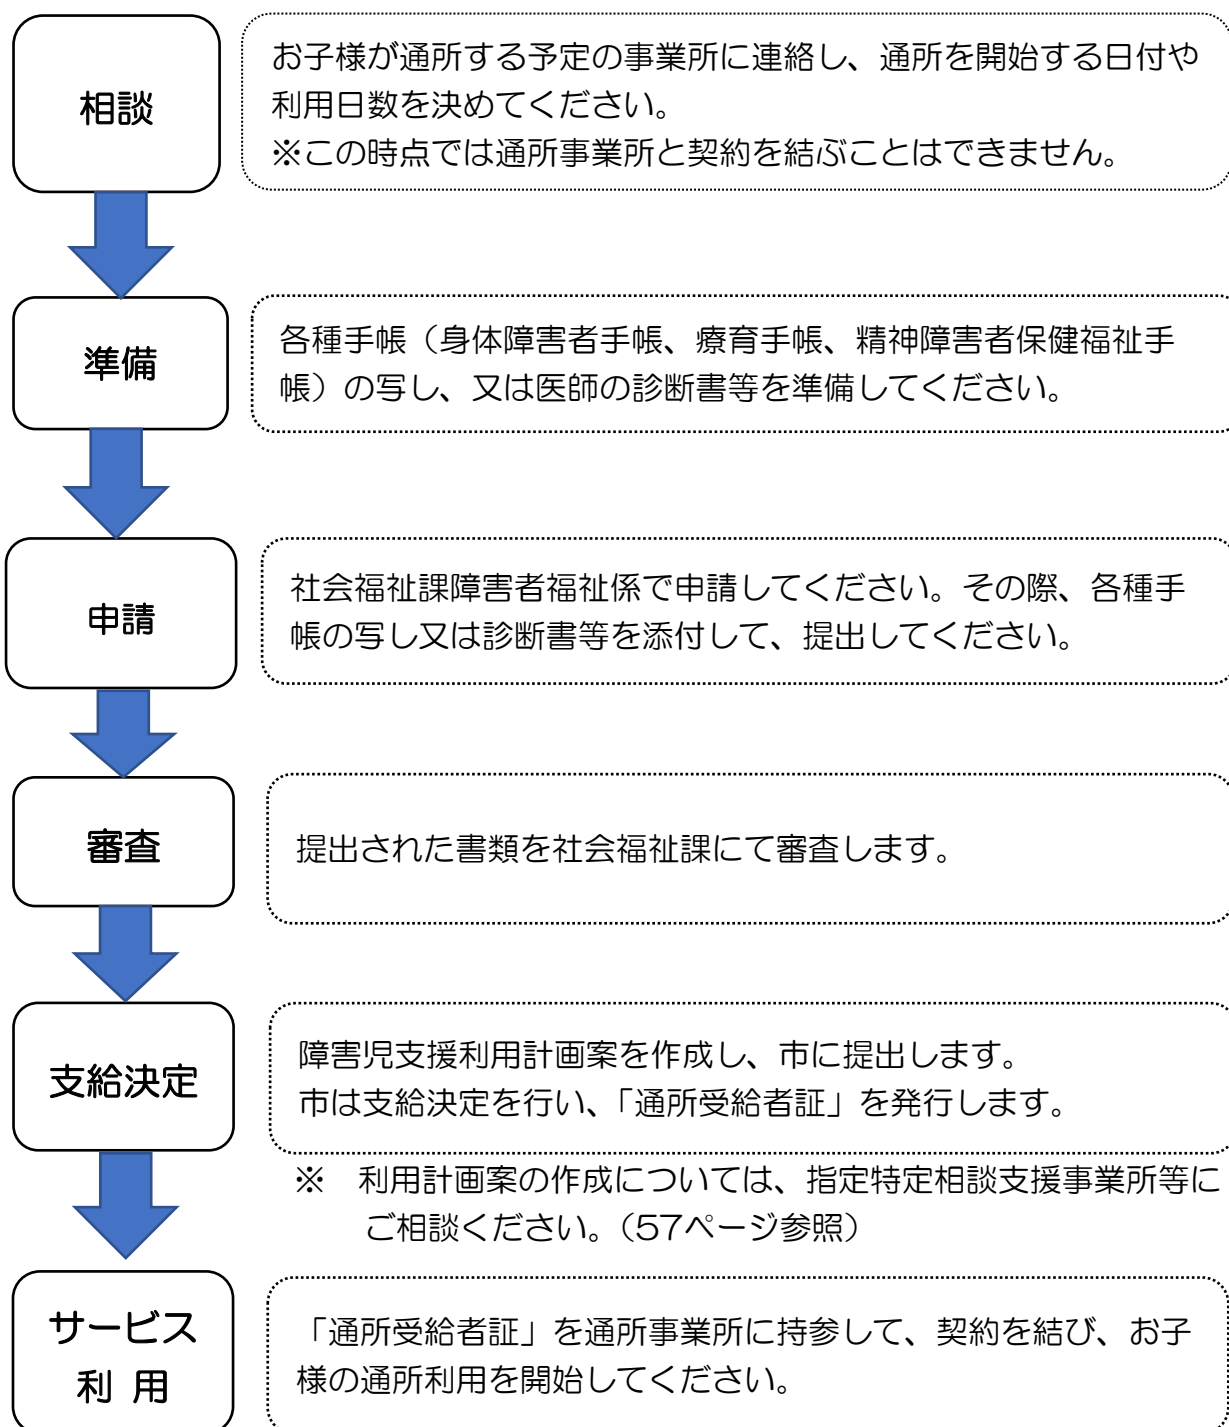 相談
お子様が通所する予定の事業所に連絡し、通所を開始する日付や
利用日数を決めてください。
※この時点では通所事業所と契約を結ぶことはできません。
準備
各種手帳（身体障害者手帳、療育手帳、精神障害者保健福祉手
帳）の写し、又は医師の診断書等を準備してください。
申請
社会福祉課障害者福祉係で申請してください。その際、各種手
帳の写し又は診断書等を添付して、提出してください。
審査
提出された書類を社会福祉課にて審査します。
支給決定
障害児支援利用計画案を作成し、市に提出します。
市は支給決定を行い、「通所受給者証」を発行します。
※　利用計画案の作成については、指定特定相談支援事業所等に
ご相談ください。（57ページ参照）
サービス
利 用
「通所受給者証」を通所事業所に持参して、契約を結び、お子
様の通所利用を開始してください。